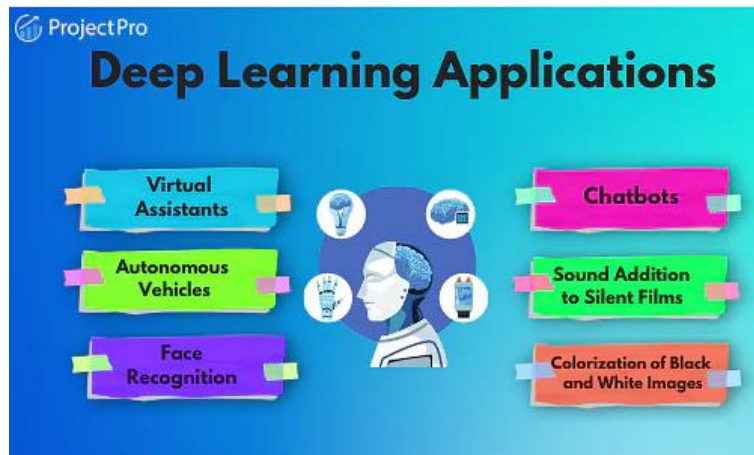 ProjectPro
Deep Learning Applications
Virtual
Assistants
Autonomous
Vehicles
Face
Recognition
Chatbots
Sound Addition
to Silent Films
Colorization of Black
and White Images